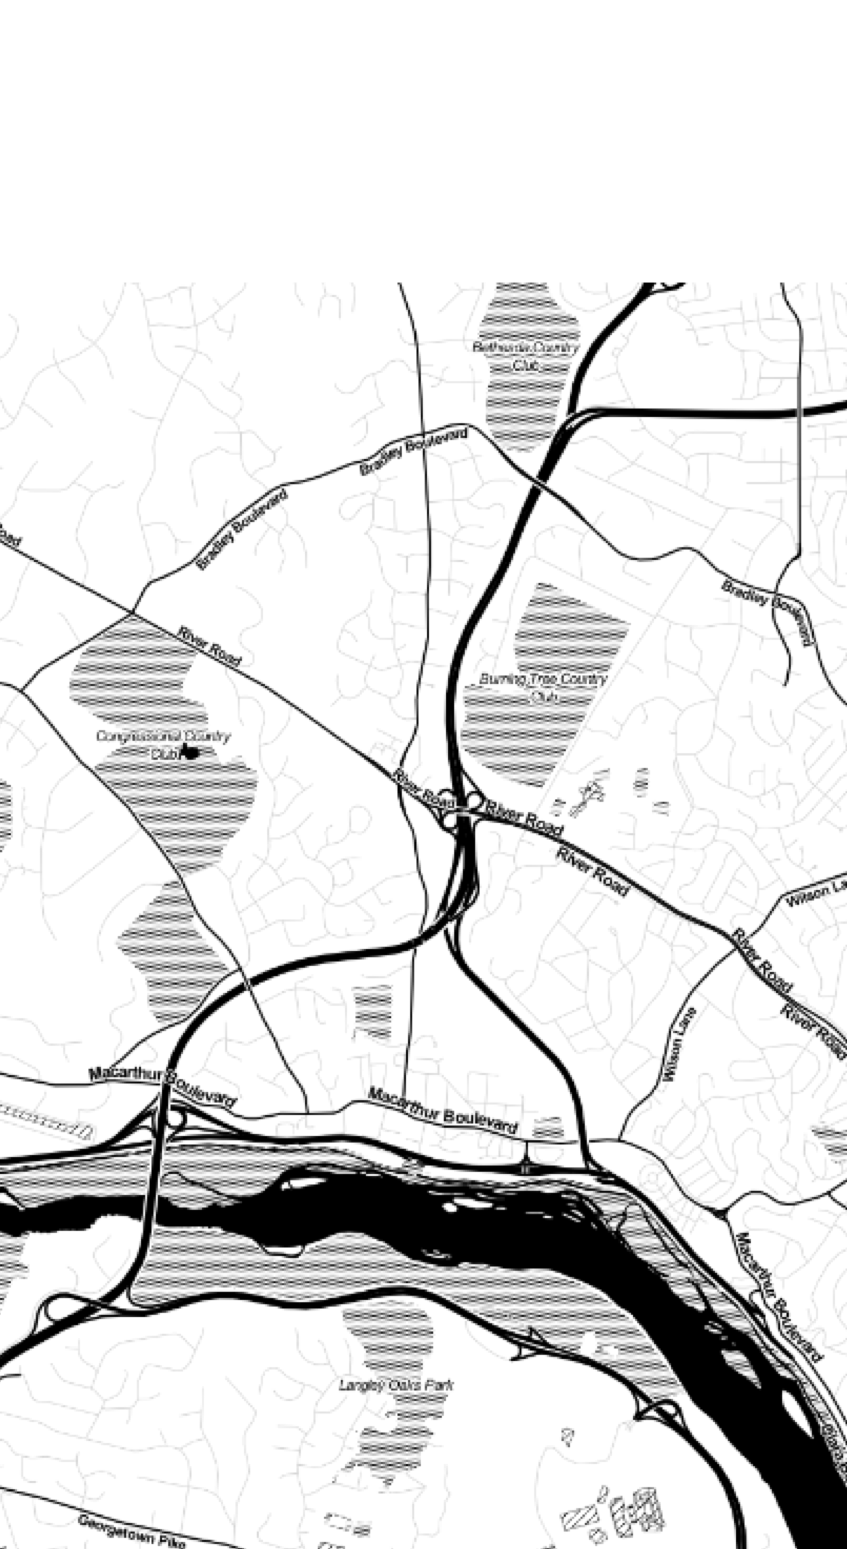 Bethesda Country
Club
Bradley Boulevard
Bradley Boulevard
Bradley Boulevard
River Road
Burning Tree Country
Club
Congressional Country
Club
River Road
River Road
River Road
Wilson
River Road
River Road
Wilson Lane
Macarthur Boulevard
Macarthur Boulevard
Macarthur Boulevard
Langley Oaks Park
Georgetown Pike